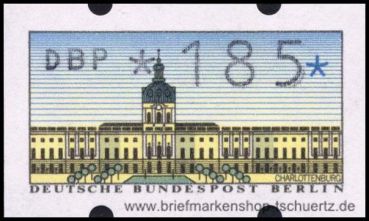 DBP *185*
CHARLOTTENBURG
DEUTSCHE BUNDESPOST BERLIN
www.briefmarkenshop-tschuertz.de